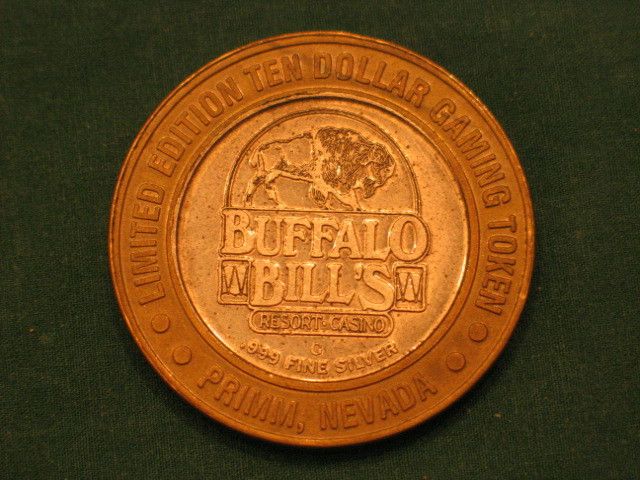 LIMITED EDITION TEN DOLLAR GAMING TOKEN
BUFFALO
BILL'S
RESORT & CASINO
G
.999 FINE SILVER
PRIMM, NEVADA